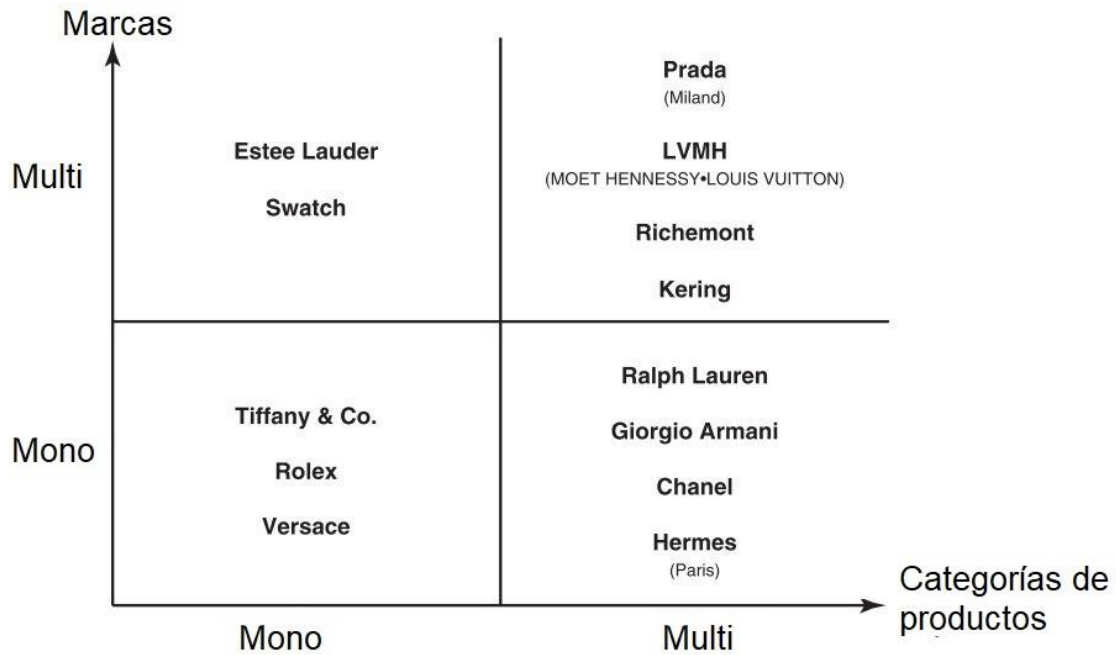 Marcas
Multi
Estee Lauder
Swatch
Prada
(Miland)
LVMH
(MOET HENNESSY•LOUIS VUITTON)
Richemont
Kering
Mono
Tiffany & Co.
Rolex
Versace
Ralph Lauren
Giorgio Armani
Chanel
Hermes
(Paris)
Mono
Multi
Categorías de
productos